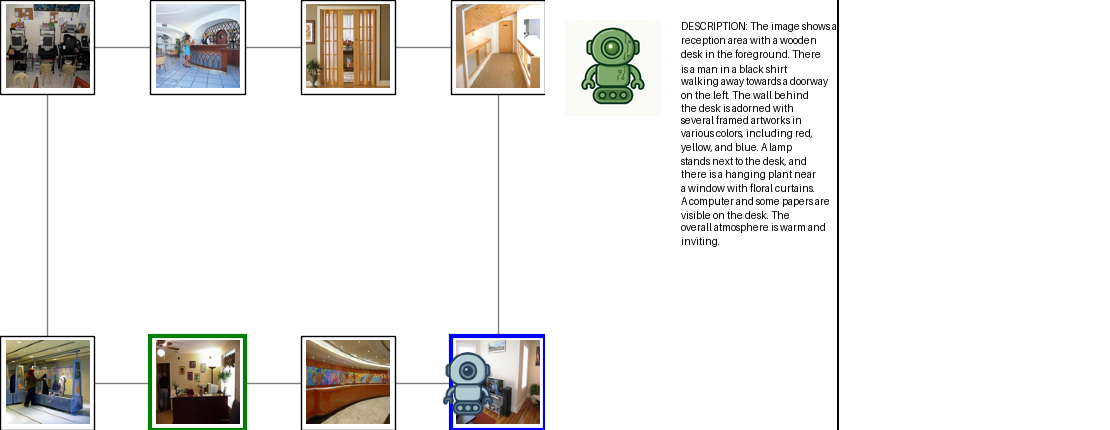 DESCRIPTION: The image shows a
reception area with a wooden
desk in the foreground. There
is a man in a black shirt
walking away towards a doorway
on the left. The wall behind
the desk is adorned with
several framed artworks in
various colors, including red,
yellow, and blue. A lamp
stands next to the desk, and
there is a hanging plant near
a window with floral curtains.
A computer and some papers are
visible on the desk. The
overall atmosphere is warm and
inviting.